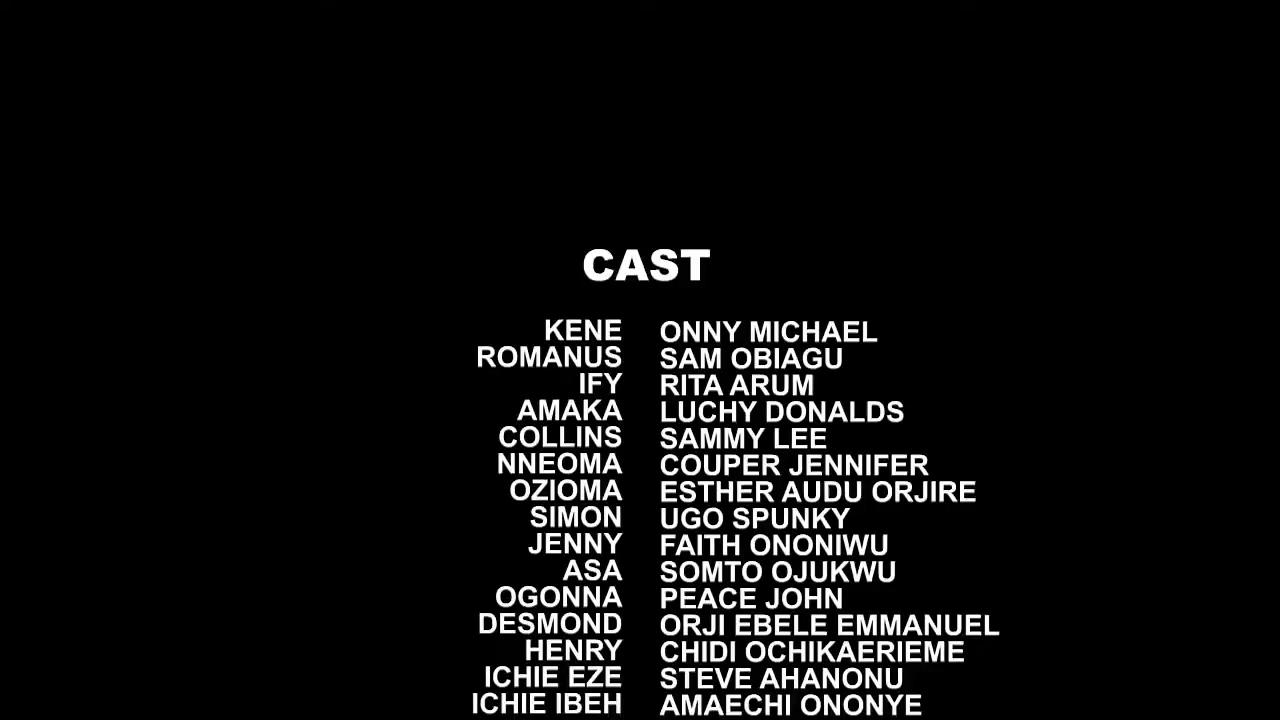 CAST
KENE ONNY MICHAEL
ROMANUS SAM OBIAGU
IFY RITA ARUM
AMAKA LUCHY DONALDS
COLLINS SAMMY LEE
NNEOMA COUPER JENNIFER
OZIOMA ESTHER AUDU ORJIRE
SIMON UGO SPUNKY
JENNY FAITH ONONIWU
ASA SOMTO OJUKWU
OGONNA PEACE JOHN
DESMOND ORJI EBELE EMMANUEL
HENRY CHIDI OCHIKAERIEME
ICHIE EZE STEVE AHANONU
ICHIE IBEH AMAECHI ONONYE